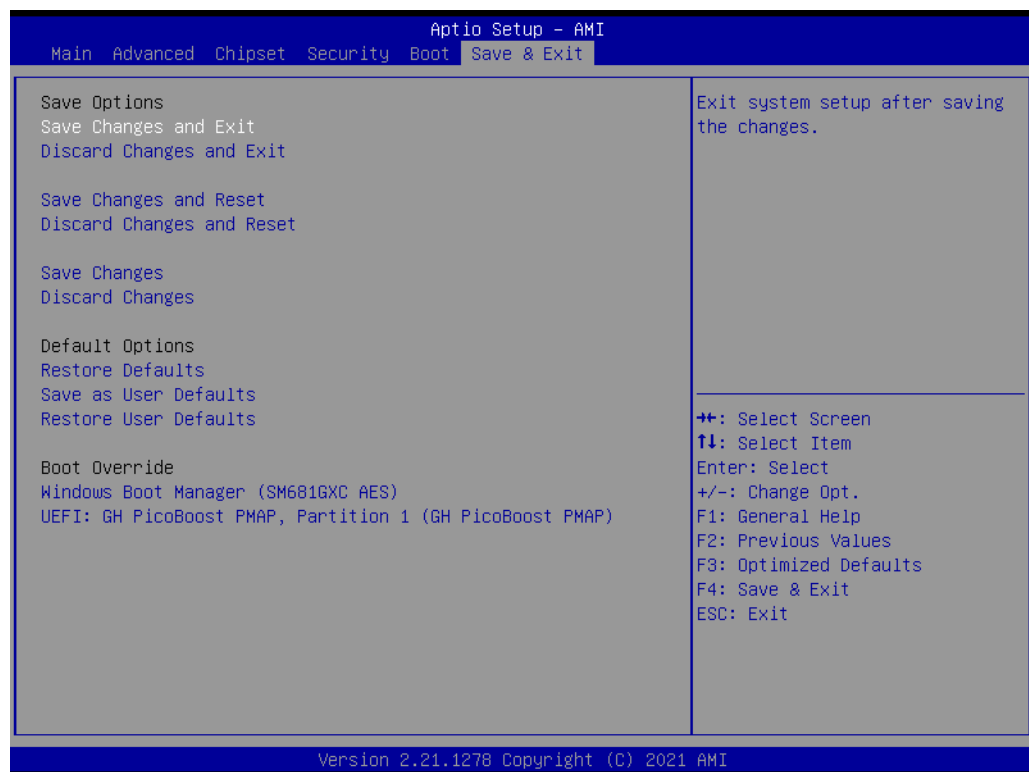 Aptio Setup – AMI
Main Advanced Chipset Security Boot Save & Exit
Save Options
Save Changes and Exit
Discard Changes and Exit
Save Changes and Reset
Discard Changes and Reset
Save Changes
Discard Changes
Default Options
Restore Defaults
Save as User Defaults
Restore User Defaults
Boot Override
Windows Boot Manager (SM681GXC AES)
UEFI: GH PicoBoost PMAP, Partition 1 (GH PicoBoost PMAP)
Exit system setup after saving
the changes.
→←: Select Screen
↑↓: Select Item
Enter: Select
+/-: Change Opt.
F1: General Help
F2: Previous Values
F3: Optimized Defaults
F4: Save & Exit
ESC: Exit
Version 2.21.1278 Copyright (C) 2021 AMI